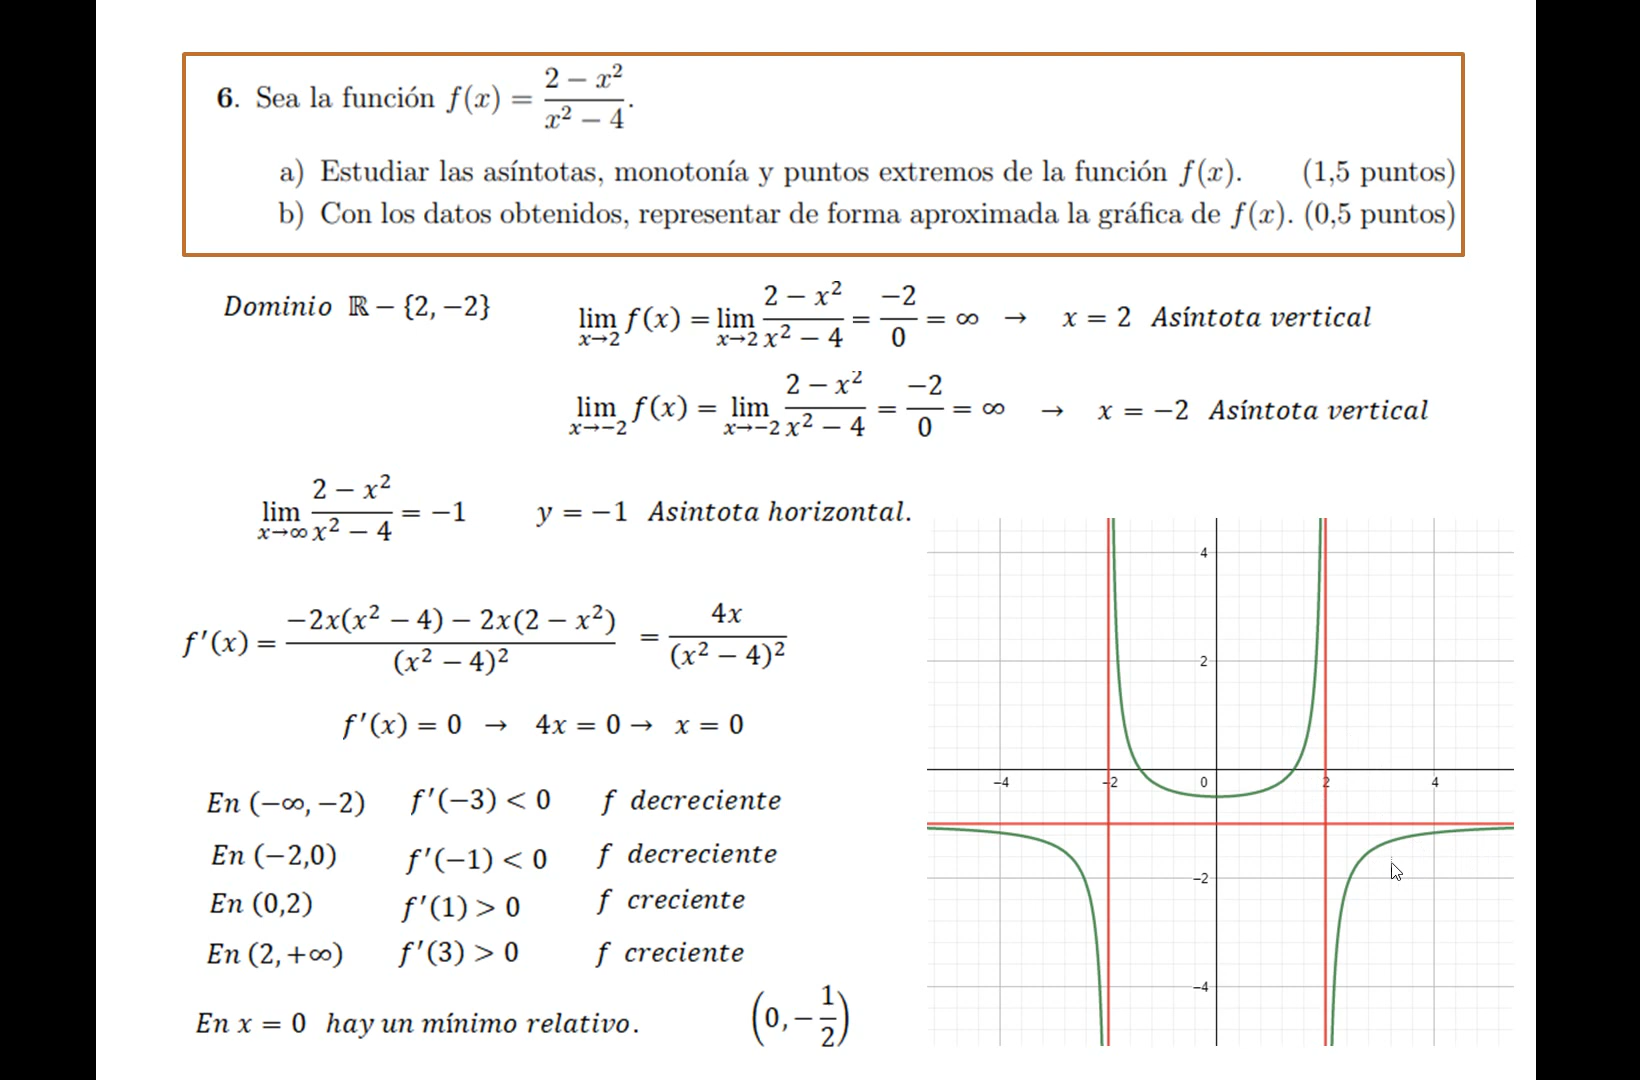 6. Sea la función f(x) = (2 − x²)/(x² − 4).
a) Estudiar las asíntotas, monotonía y puntos extremos de la función f(x). (1,5 puntos)
b) Con los datos obtenidos, representar de forma aproximada la gráfica de f(x). (0,5 puntos)
Dominio ℝ − {2, −2}
lim x→2 f(x) = lim x→2 (2 − x²)/(x² − 4) = −2/0 = ∞ → x = 2 Asíntota vertical
lim x→−2 f(x) = lim x→−2 (2 − x²)/(x² − 4) = −2/0 = ∞ → x = −2 Asíntota vertical
lim x→∞ (2 − x²)/(x² − 4) = −1 y = −1 Asintota horizontal.
f′(x) = (−2x(x² − 4) − 2x(2 − x²))/(x² − 4)² = 4x/(x² − 4)²
f′(x) = 0 → 4x = 0 → x = 0
En (−∞, −2) f′(−3) < 0 f decreciente
En (−2,0) f′(−1) < 0 f decreciente
En (0,2) f′(1) > 0 f creciente
En (2, +∞) f′(3) > 0 f creciente
En x = 0 hay un mínimo relativo. (0, −1/2)
4
2
−4 −2 0 2 4
−2
−4